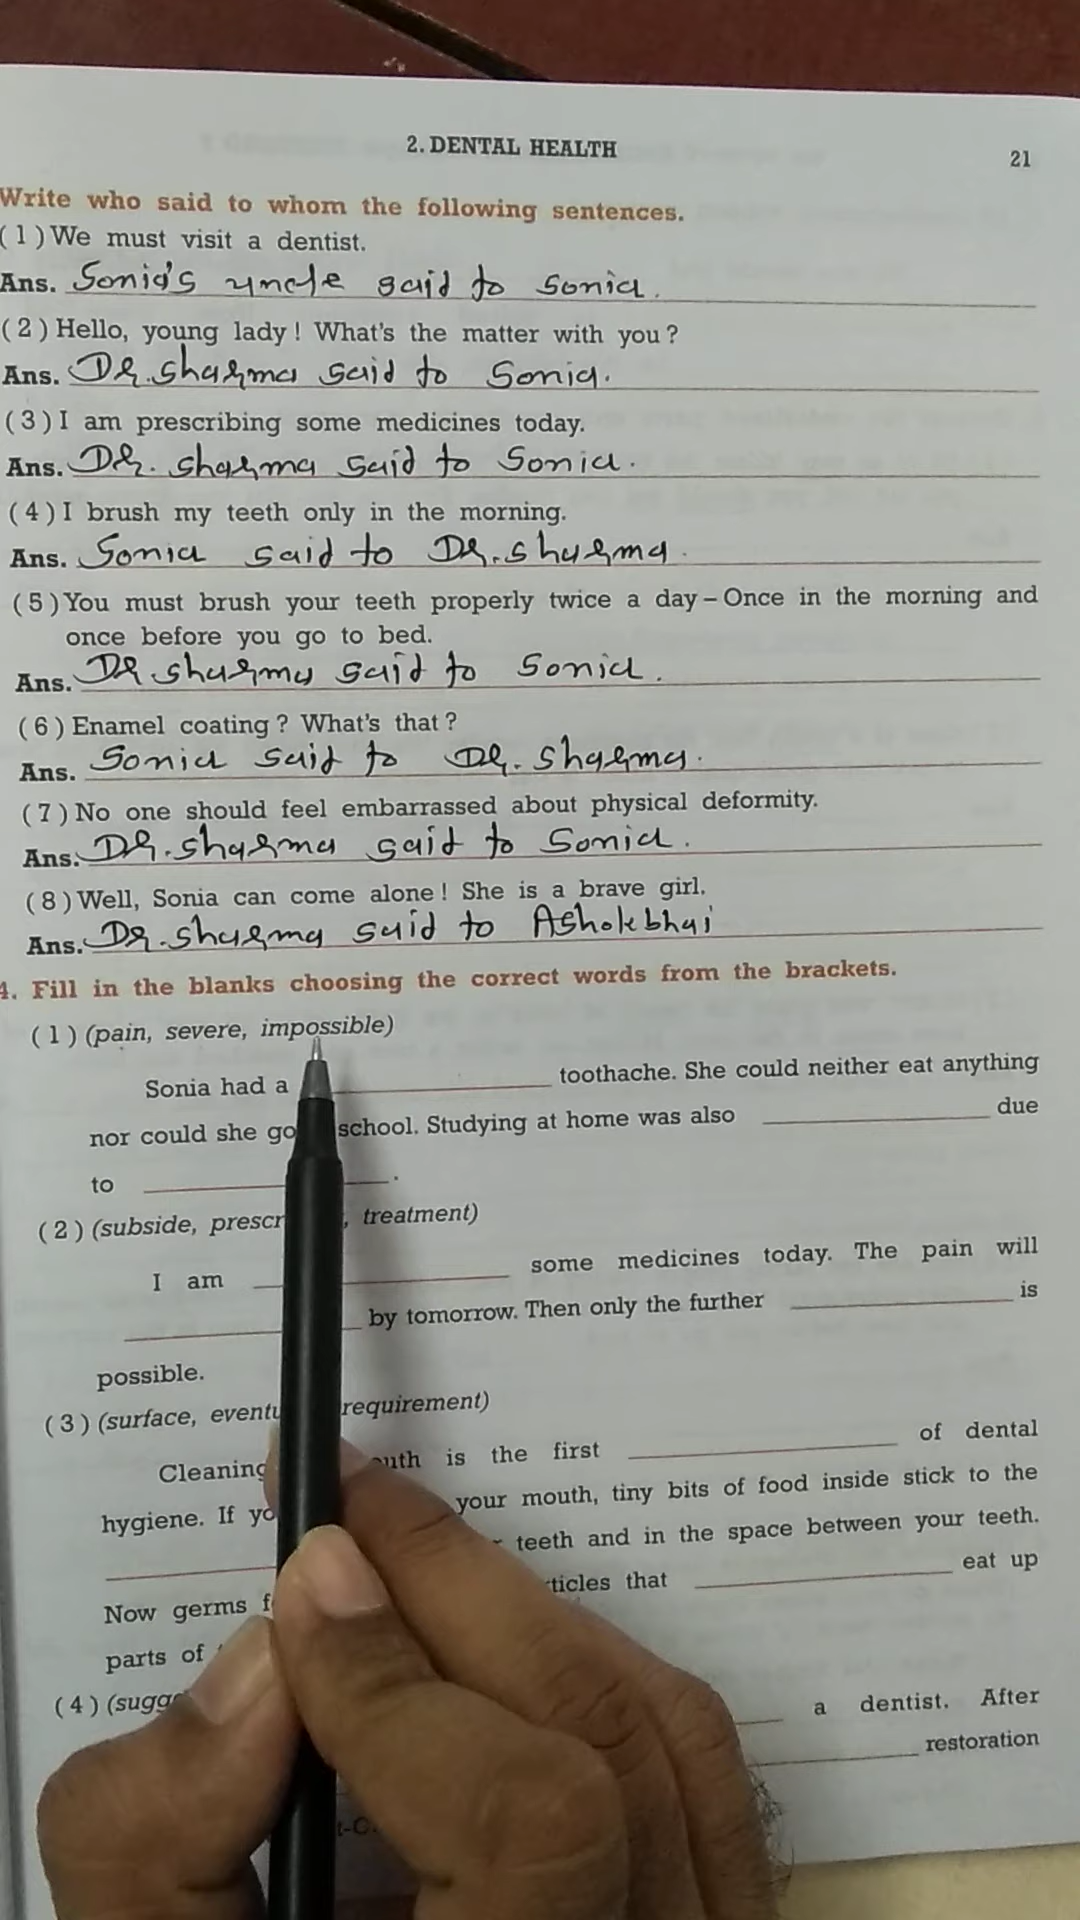 2. DENTAL HEALTH
21
Write who said to whom the following sentences.
(1) We must visit a dentist.
Ans. Sonia's uncle said to Sonia.
(2) Hello, young lady! What's the matter with you?
Ans. Dr. sharma said to Sonia.
(3) I am prescribing some medicines today.
Ans. Dr. sharma said to Sonia.
(4) I brush my teeth only in the morning.
Ans. Sonia said to Dr. sharma.
(5) You must brush your teeth properly twice a day – Once in the morning and
once before you go to bed.
Ans. Dr sharma said to Sonia.
(6) Enamel coating? What's that?
Ans. Sonia said to Dr. sharma.
(7) No one should feel embarrassed about physical deformity.
Ans. Dr. sharma said to Sonia.
(8) Well, Sonia can come alone! She is a brave girl.
Ans. Dr. sharma said to Ashokbhai
4. Fill in the blanks choosing the correct words from the brackets.
(1) (pain, severe, impossible)
Sonia had a toothache. She could neither eat anything
nor could she go school. Studying at home was also due
to .
(2) (subside, treatment)
I am some medicines today. The pain will
by tomorrow. Then only the further is
possible.
(3) (surface, requirement)
Cleaning is the first of dental
hygiene. If your mouth, tiny bits of food inside stick to the
teeth and in the space between your teeth.
Now germs that eat up
parts of
(4) a dentist. After
restoration